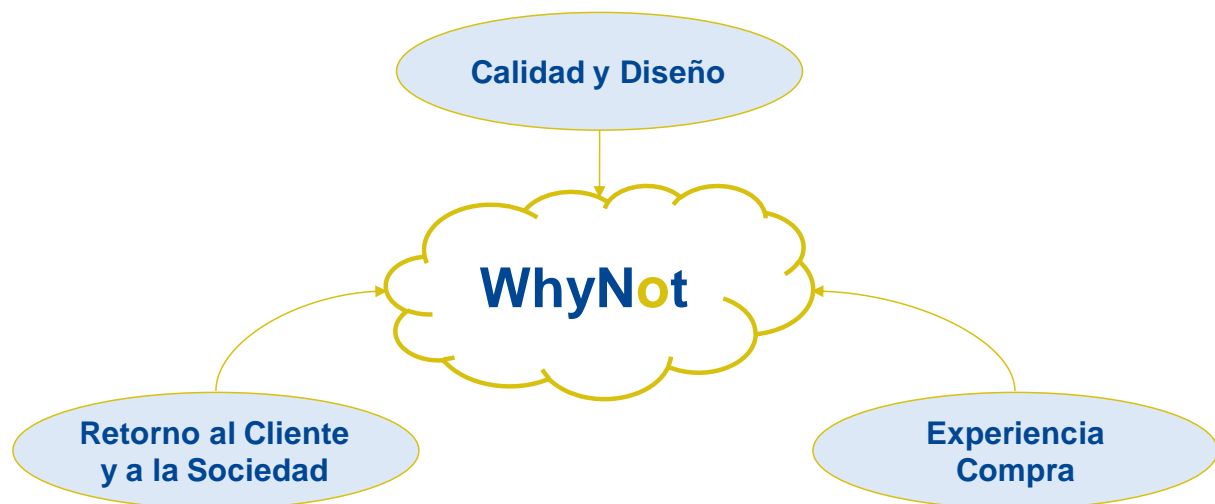 Calidad y Diseño
WhyNot
Retorno al Cliente
y a la Sociedad
Experiencia
Compra